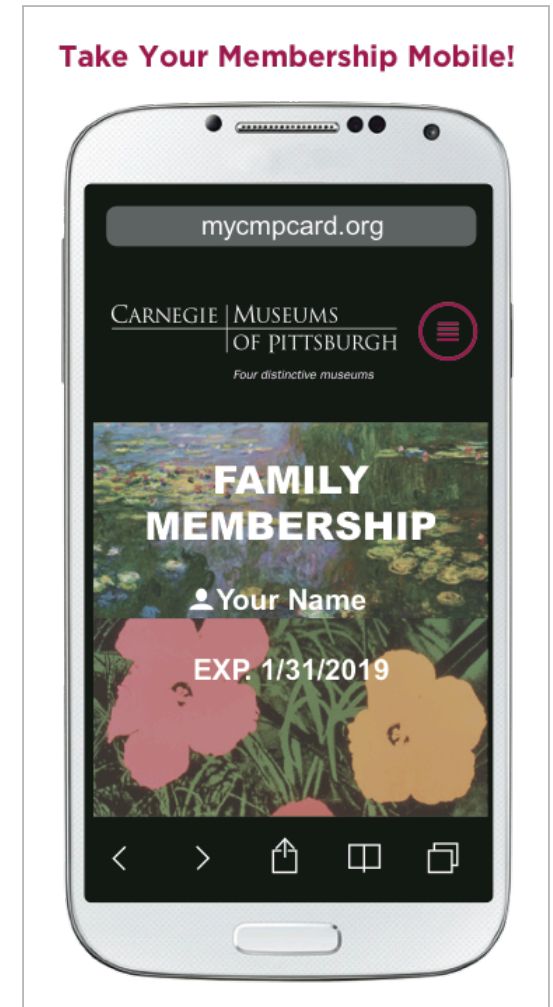 Take Your Membership Mobile!
mycmpcard.org
CARNEGIE MUSEUMS
OF PITTSBURGH
Four distinctive museums
FAMILY
MEMBERSHIP
Your Name
EXP. 1/31/2019